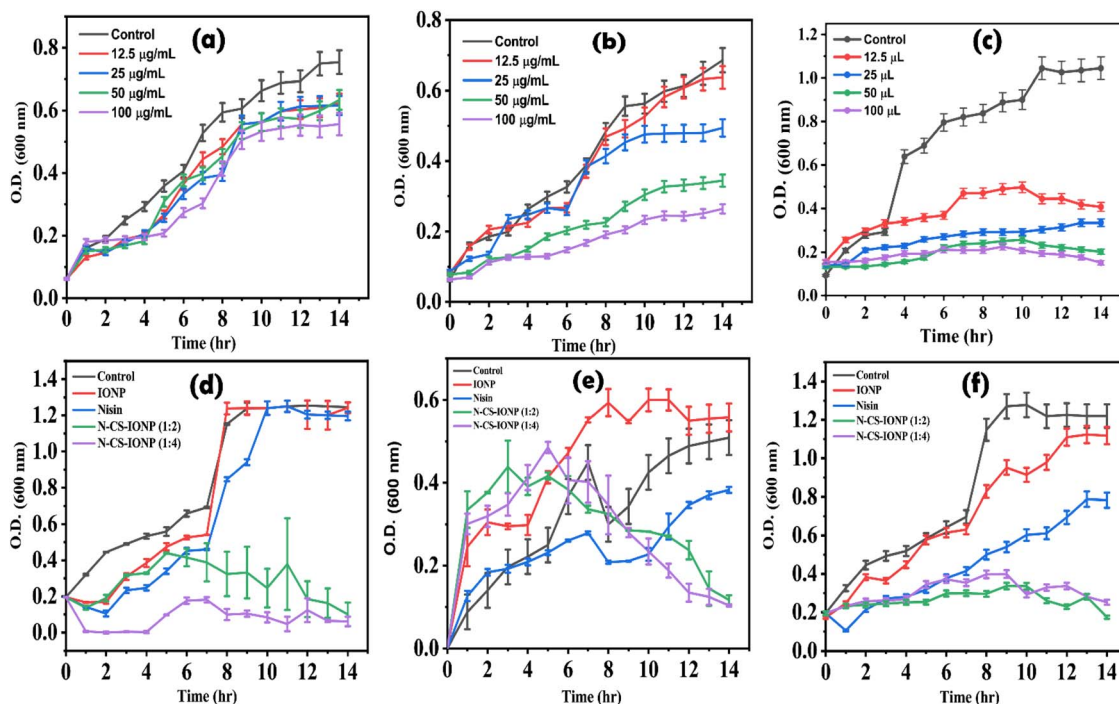 (a)
Control
12.5 μg/mL
25 μg/mL
50 μg/mL
100 μg/mL
O.D. (600 nm)
0.8
0.6
0.4
0.2
0.0
0 2 4 6 8 10 12 14
Time (hr)
(b)
Control
12.5 μg/mL
25 μg/mL
50 μg/mL
100 μg/mL
O.D. (600 nm)
0.8
0.6
0.4
0.2
0.0
0 2 4 6 8 10 12 14
Time (hr)
(c)
Control
12.5 μL
25 μL
50 μL
100 μL
O.D. (600 nm)
1.2
1.0
0.8
0.6
0.4
0.2
0.0
0 2 4 6 8 10 12 14
Time (hr)
(d)
Control
IONP
Nisin
N-CS-IONP (1:2)
N-CS-IONP (1:4)
O.D. (600 nm)
1.4
1.2
1.0
0.8
0.6
0.4
0.2
0.0
0 2 4 6 8 10 12 14
Time (hr)
(e)
Control
IONP
Nisin
N-CS-IONP (1:2)
N-CS-IONP (1:4)
O.D. (600 nm)
0.6
0.4
0.2
0.0
0 2 4 6 8 10 12 14
Time (hr)
(f)
Control
IONP
Nisin
N-CS-IONP (1:2)
N-CS-IONP (1:4)
O.D. (600 nm)
1.4
1.2
1.0
0.8
0.6
0.4
0.2
0.0
0 2 4 6 8 10 12 14
Time (hr)